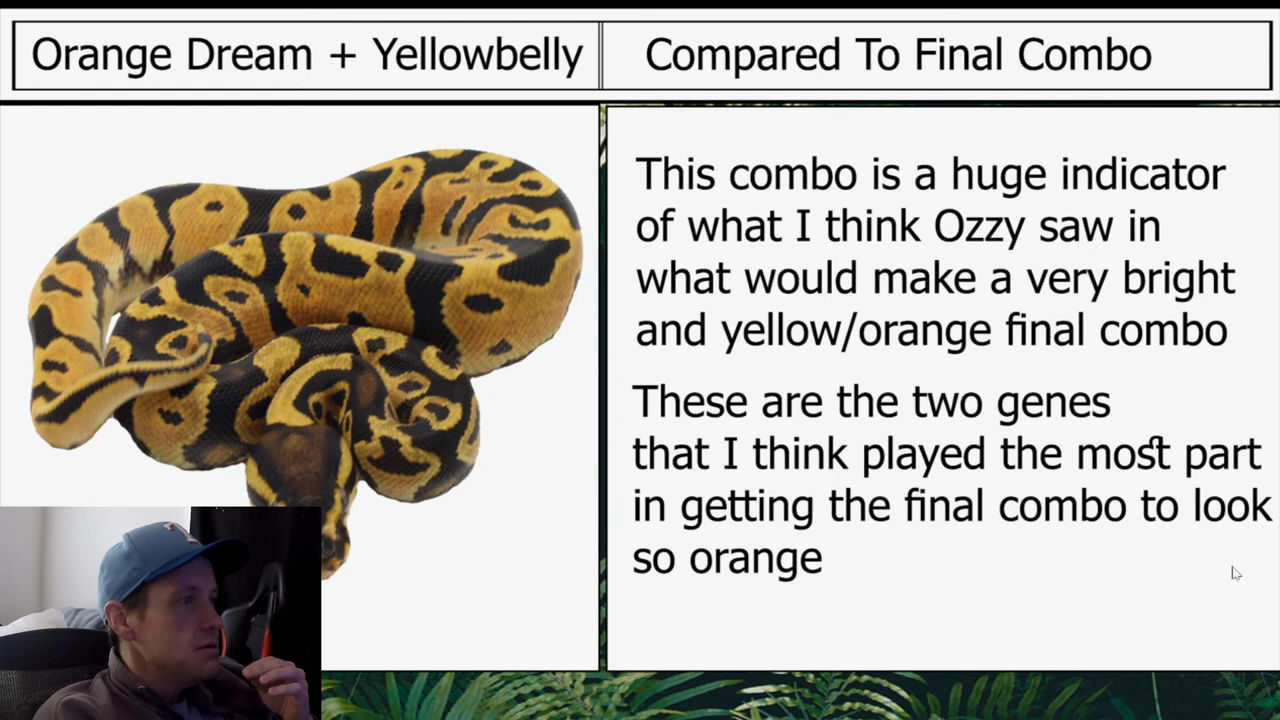 Orange Dream + Yellowbelly
Compared To Final Combo
This combo is a huge indicator
of what I think Ozzy saw in
what would make a very bright
and yellow/orange final combo
These are the two genes
that I think played the most part
in getting the final combo to look
so orange